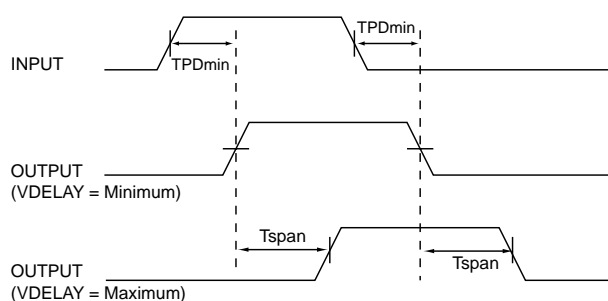 TPDmin
INPUT
TPDmin
OUTPUT
(VDELAY = Minimum)
Tspan
Tspan
OUTPUT
(VDELAY = Maximum)